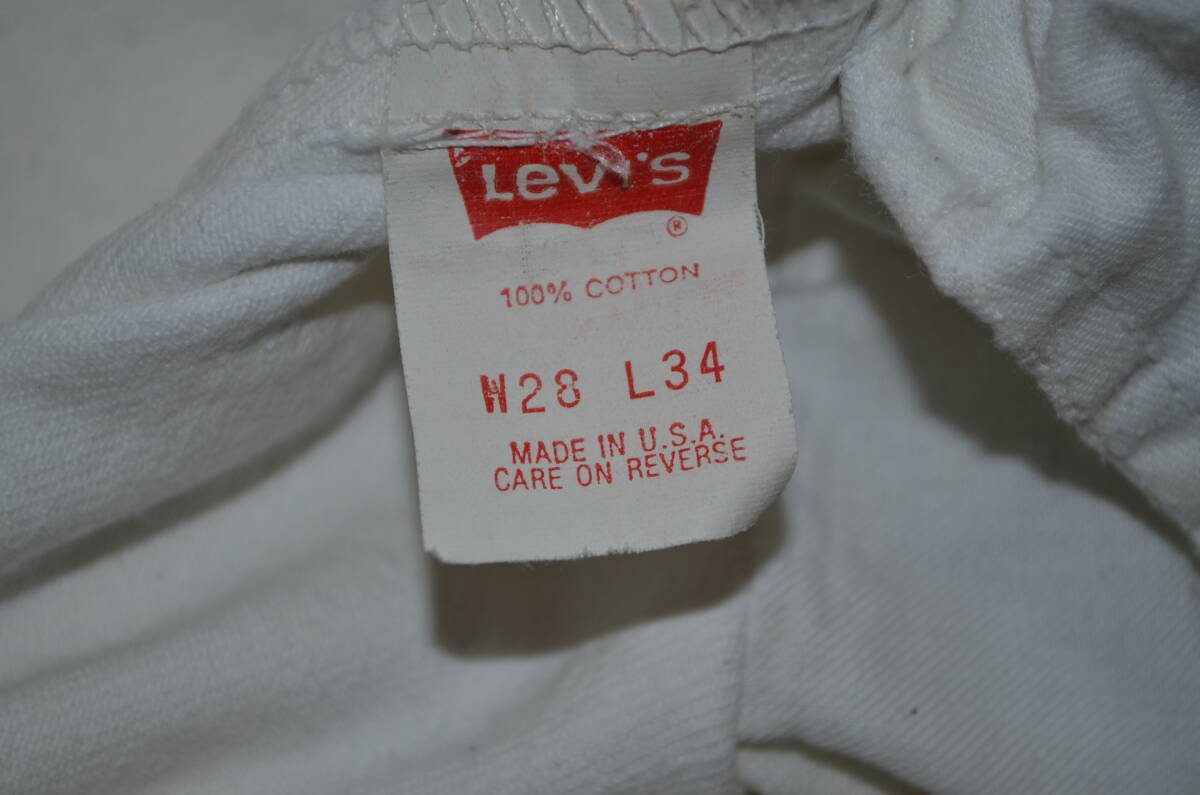 Levi's
®
100% COTTON
W28 L34
MADE IN U.S.A.
CARE ON REVERSE